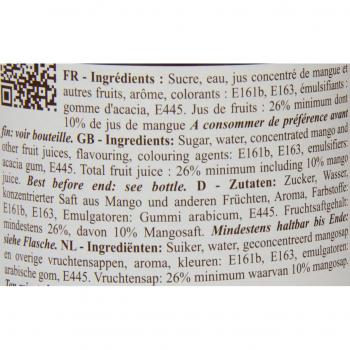 FR - Ingrédients : Sucre, eau, jus concentré de mangue et
autres fruits, arôme, colorants : E161b, E163, émulsifiants :
gomme d'acacia, E445. Jus de fruits : 26% minimum dont
10% de jus de mangue A consommer de préférence avant
fin: voir bouteille. GB - Ingredients: Sugar, water, concentrated mango and
other fruit juices, flavouring, colouring agents: E161b, E163, emulsifiers:
acacia gum, E445. Total fruit juice : 26% minimum including 10% mango
juice. Best before end: see bottle. D - Zutaten: Zucker, Wasser,
konzentrierter Saft aus Mango und anderen Früchten, Aroma, Farbstoffe:
E161b, E163, Emulgatoren: Gummi arabicum, E445. Fruchtsaftgehalt:
mindestens 26%, davon 10% Mangosaft. Mindestens haltbar bis Ende:
siehe Flasche. NL - Ingrediënten: Suiker, water, geconcentreerd mangosap
en overige vruchtensappen, aroma, kleuren: E161b, E163, emulgatoren:
arabische gom, E445. Vruchtensap: 26% minimum waarvan 10% mangosap.